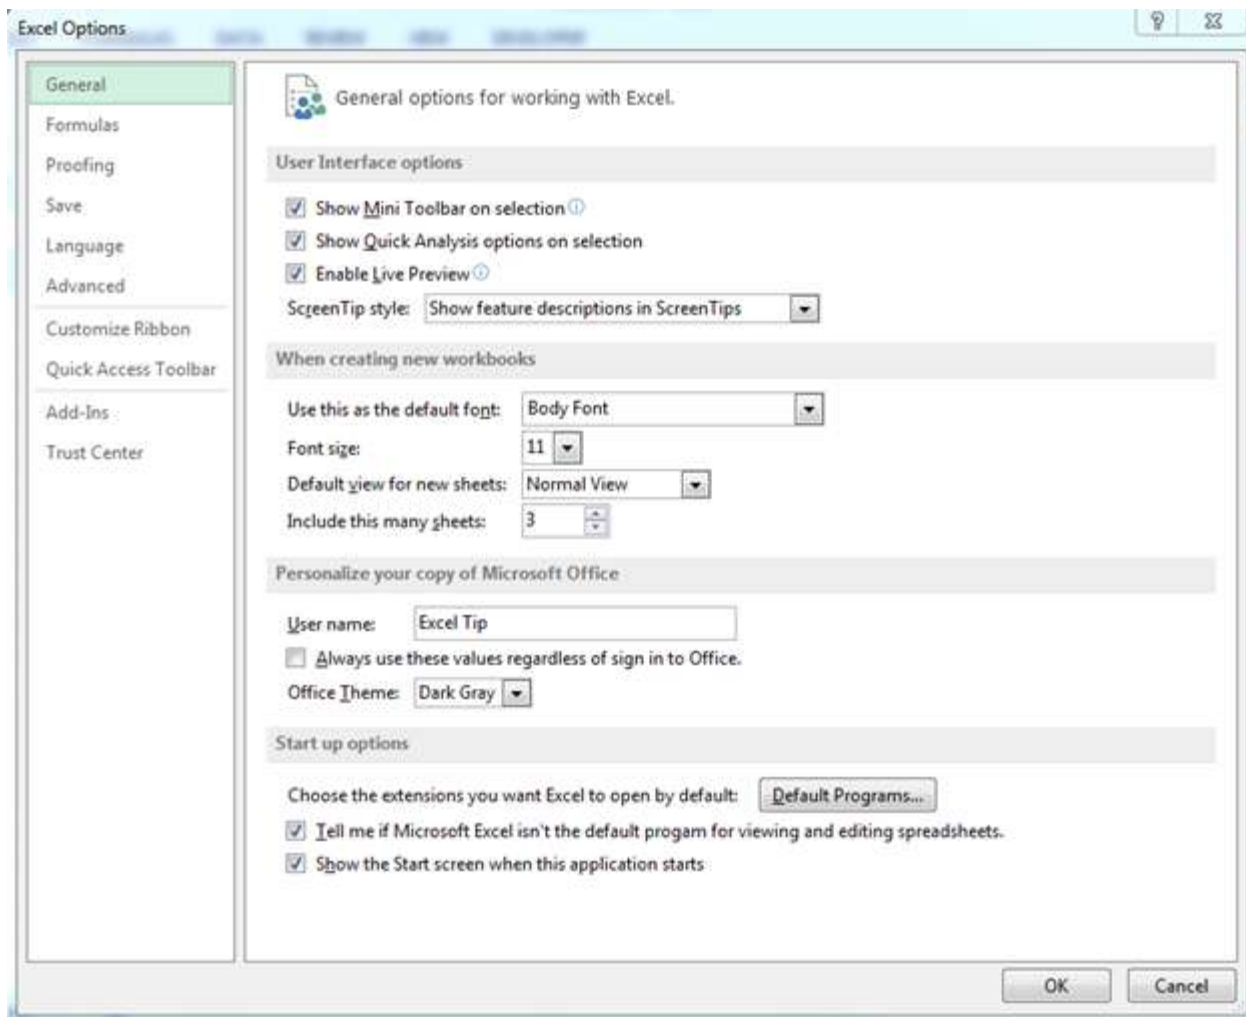 Excel Options
General
Formulas
Proofing
Save
Language
Advanced
Customize Ribbon
Quick Access Toolbar
Add-Ins
Trust Center
General options for working with Excel.
User Interface options
Show Mini Toolbar on selection
Show Quick Analysis options on selection
Enable Live Preview
ScreenTip style: Show feature descriptions in ScreenTips
When creating new workbooks
Use this as the default font: Body Font
Font size: 11
Default view for new sheets: Normal View
Include this many sheets: 3
Personalize your copy of Microsoft Office
User name: Excel Tip
Always use these values regardless of sign in to Office.
Office Theme: Dark Gray
Start up options
Choose the extensions you want Excel to open by default: Default Programs...
Tell me if Microsoft Excel isn't the default progam for viewing and editing spreadsheets.
Show the Start screen when this application starts
OK Cancel